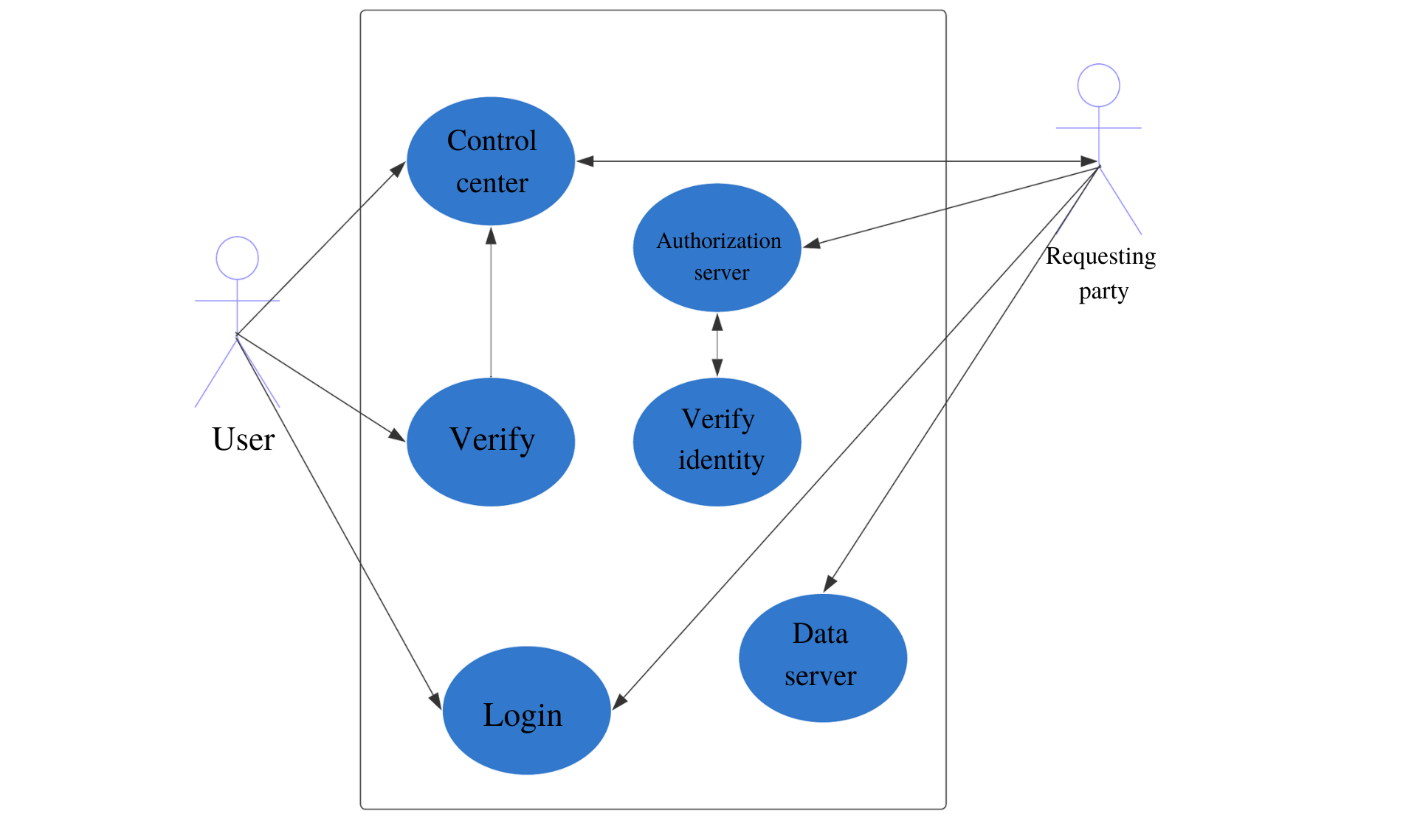 Control
center
Authorization
server
Requesting
party
User
Verify
Verify
identity
Data
server
Login